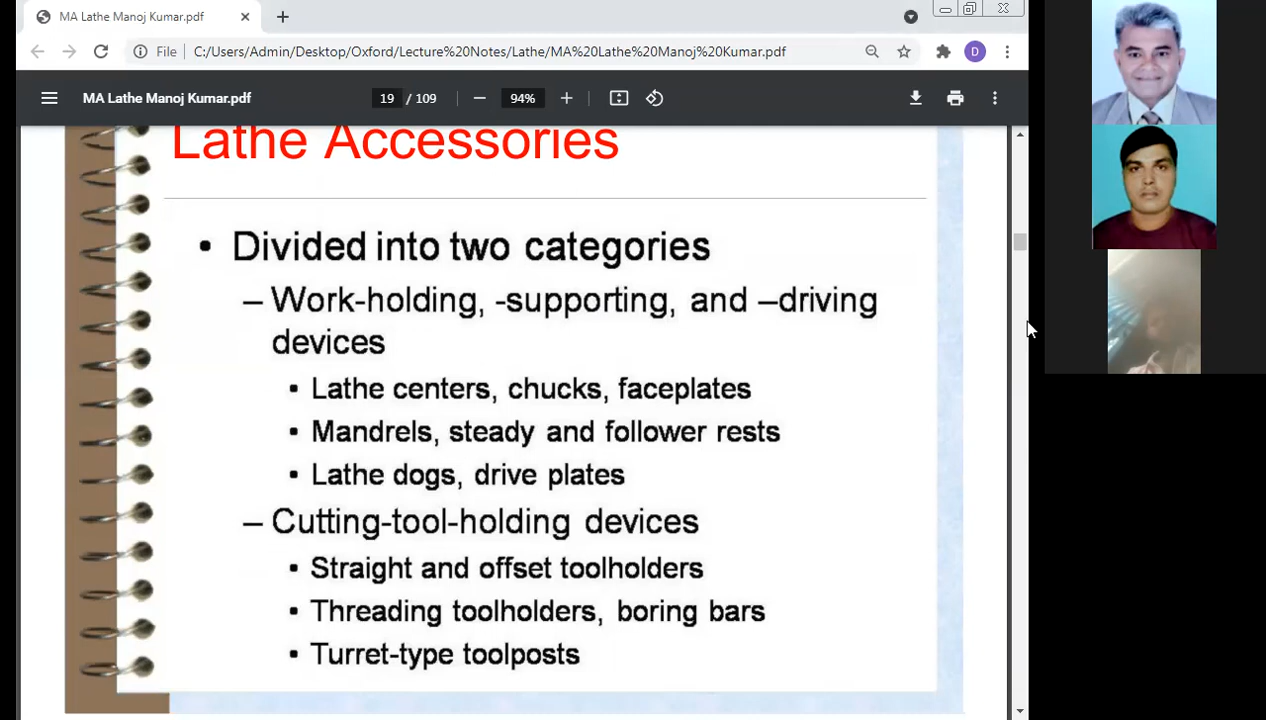 MA Lathe Manoj Kumar.pdf
File
C:/Users/Admin/Desktop/Oxford/Lecture%20Notes/Lathe/MA%20Lathe%20Manoj%20Kumar.pdf
D
MA Lathe Manoj Kumar.pdf
19 / 109
94%
Lathe Accessories
• Divided into two categories
– Work-holding, -supporting, and –driving
devices
▪ Lathe centers, chucks, faceplates
▪ Mandrels, steady and follower rests
▪ Lathe dogs, drive plates
– Cutting-tool-holding devices
▪ Straight and offset toolholders
▪ Threading toolholders, boring bars
▪ Turret-type toolposts